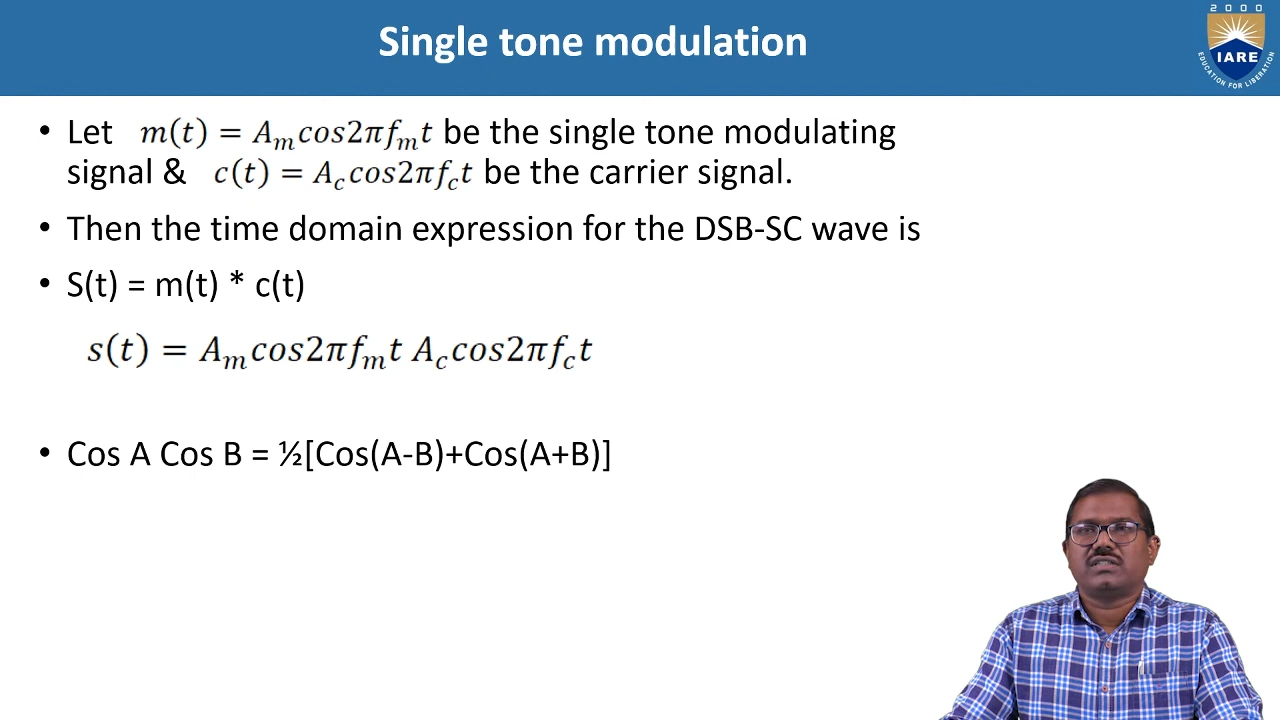 Single tone modulation
2000
IARE
EDUCATION FOR LIBERATION
• Let m(t) = A_m cos2πf_m t be the single tone modulating
signal & c(t) = A_c cos2πf_c t be the carrier signal.
• Then the time domain expression for the DSB-SC wave is
• S(t) = m(t) * c(t)
s(t) = A_m cos2πf_m t A_c cos2πf_c t
• Cos A Cos B = ½[Cos(A-B)+Cos(A+B)]